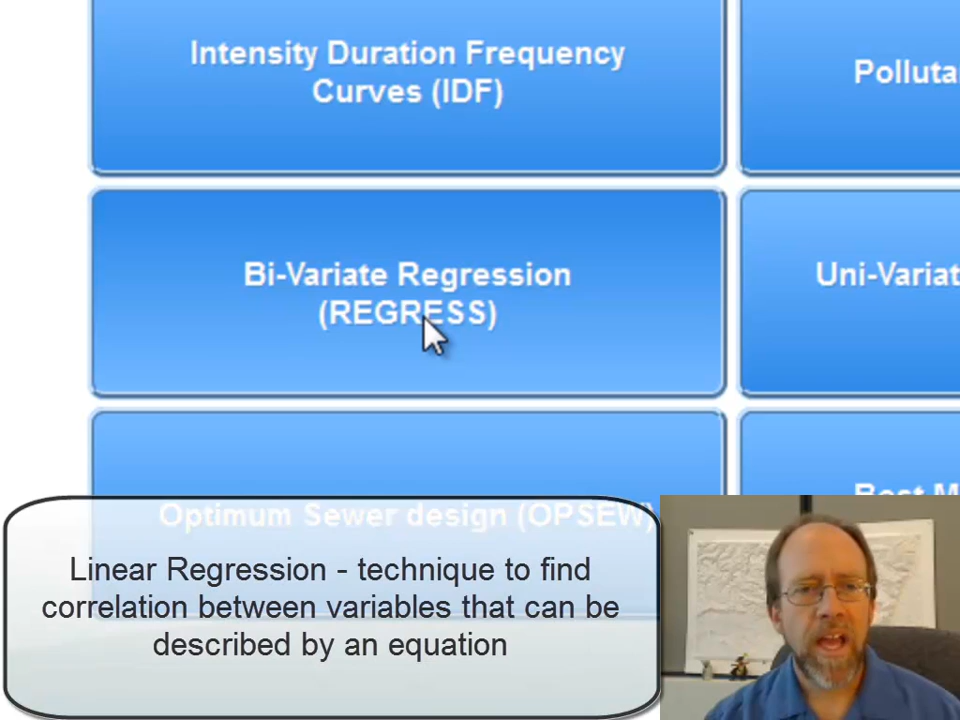 Intensity Duration Frequency
Curves (IDF)
Polluta
Bi-Variate Regression
(REGRESS)
Uni-Variat
Optimum Sewer design (OPSEW)
Best M
Linear Regression - technique to find
correlation between variables that can be
described by an equation